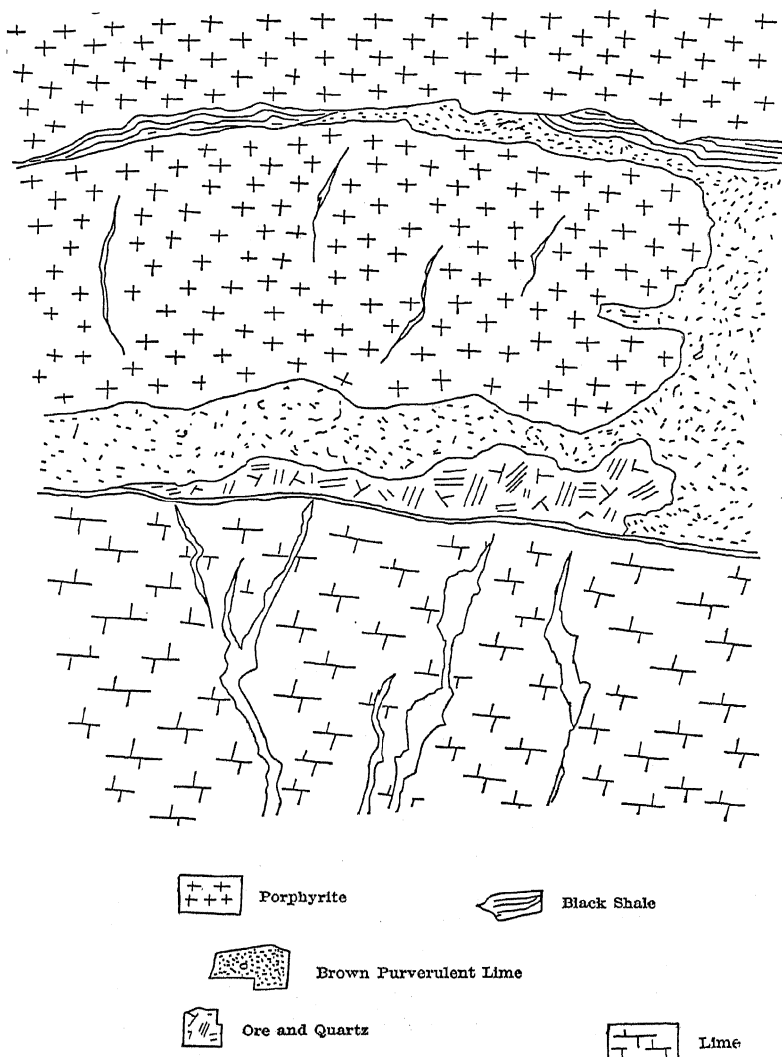 Porphyrite
Black Shale
Brown Purverulent Lime
Ore and Quartz
Lime